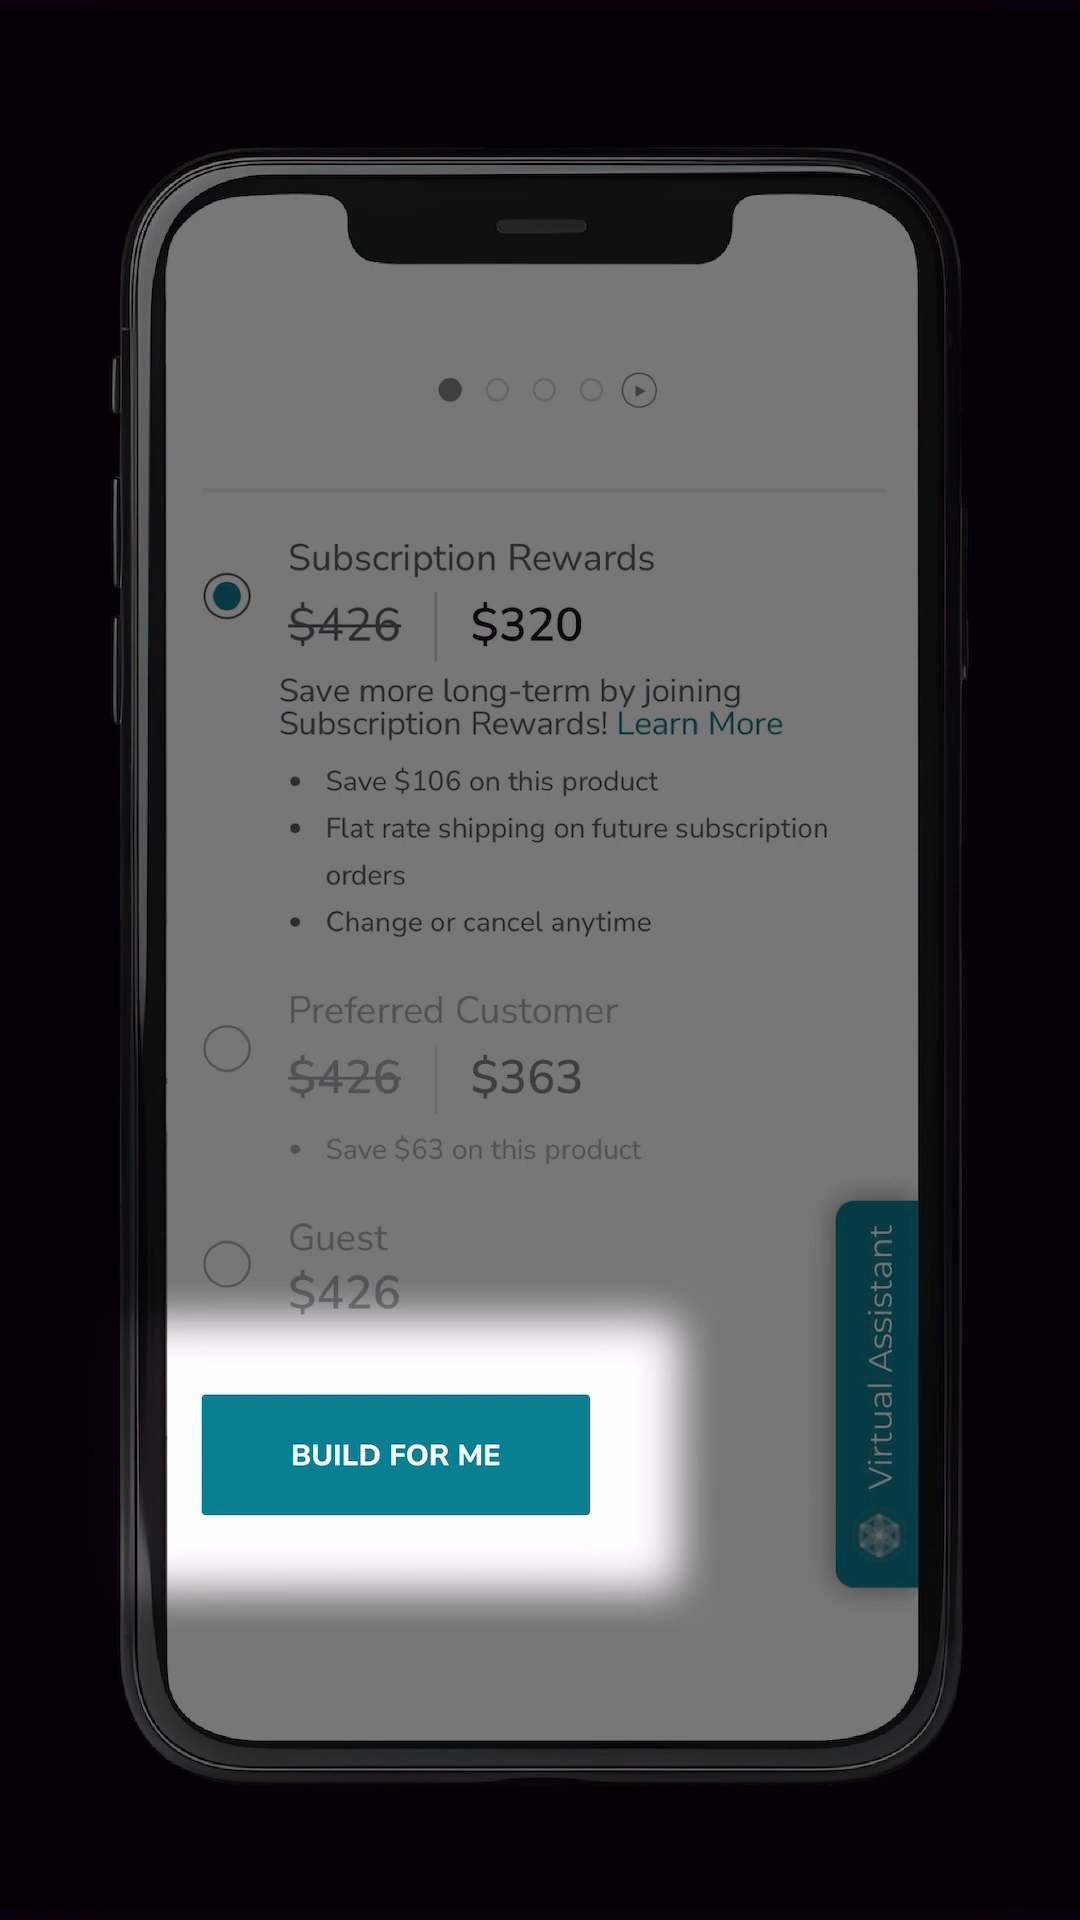 Subscription Rewards
$426 $320
Save more long-term by joining
Subscription Rewards! Learn More
• Save $106 on this product
• Flat rate shipping on future subscription
orders
• Change or cancel anytime
Preferred Customer
$426 $363
• Save $63 on this product
Guest
$426
Virtual Assistant
BUILD FOR ME